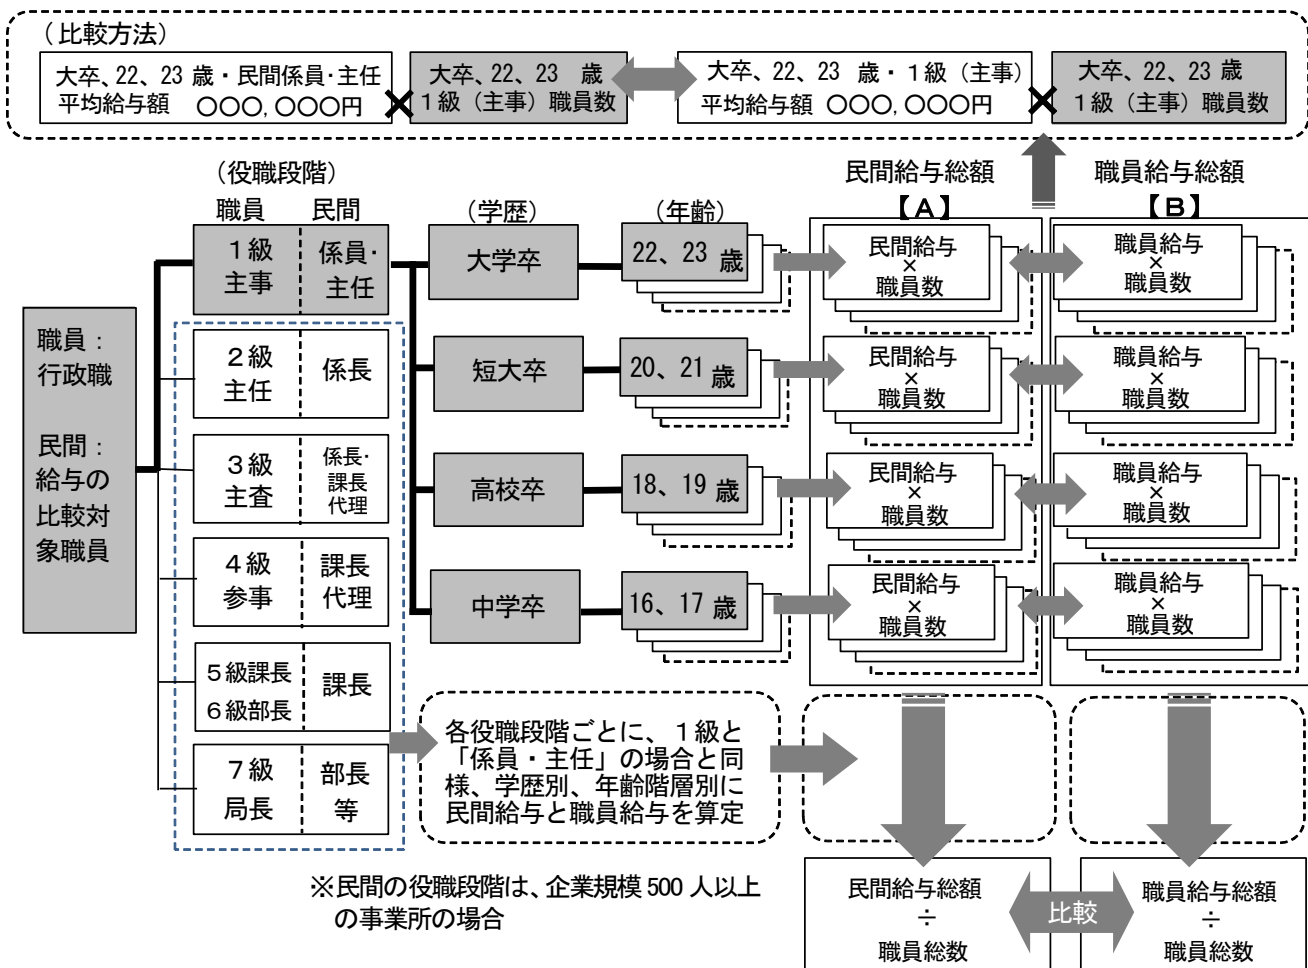 （比較方法）
大卒、22、23 歳・民間係員・主任
平均給与額 〇〇〇,〇〇〇円
×
大卒、22、23 歳
1級（主事）職員数
大卒、22、23 歳・1級（主事）
平均給与額 〇〇〇,〇〇〇円
×
大卒、22、23 歳
1級（主事）職員数
（役職段階）
職員 民間
（学歴）
（年齢）
民間給与総額
【A】
職員給与総額
【B】
職員：
行政職
民間：
給与の
比較対
象職員
1級
主事
係員・
主任
大学卒
22、23 歳
民間給与
×
職員数
職員給与
×
職員数
2級
主任
係長
短大卒
20、21 歳
民間給与
×
職員数
職員給与
×
職員数
3級
主査
係長・
課長
代理
高校卒
18、19 歳
民間給与
×
職員数
職員給与
×
職員数
4級
参事
課長
代理
中学卒
16、17 歳
民間給与
×
職員数
職員給与
×
職員数
5級課長
6級部長
課長
7級
局長
部長
等
各役職段階ごとに、1級と
「係員・主任」の場合と同
様、学歴別、年齢階層別に
民間給与と職員給与を算定
※民間の役職段階は、企業規模 500 人以上
の事業所の場合
民間給与総額
÷
職員総数
比較
職員給与総額
÷
職員総数